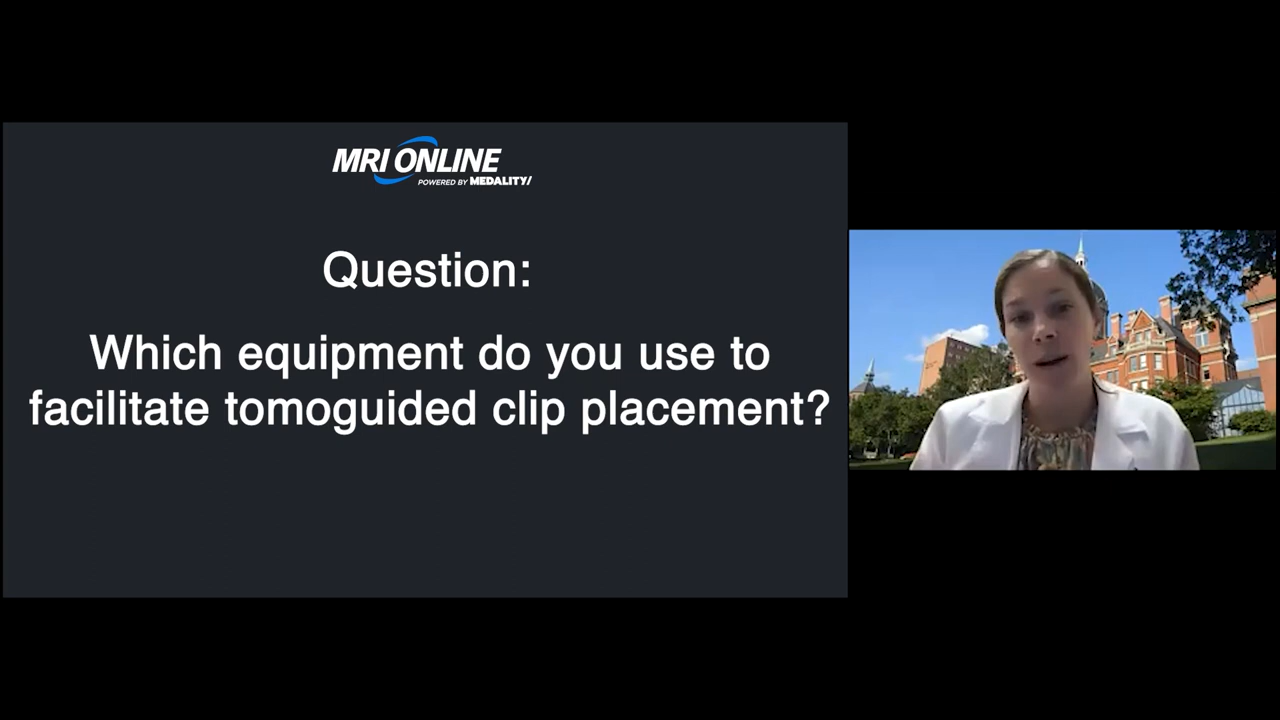 MRI ONLINE
POWERED BY MEDALITY/
Question:
Which equipment do you use to
facilitate tomoguided clip placement?